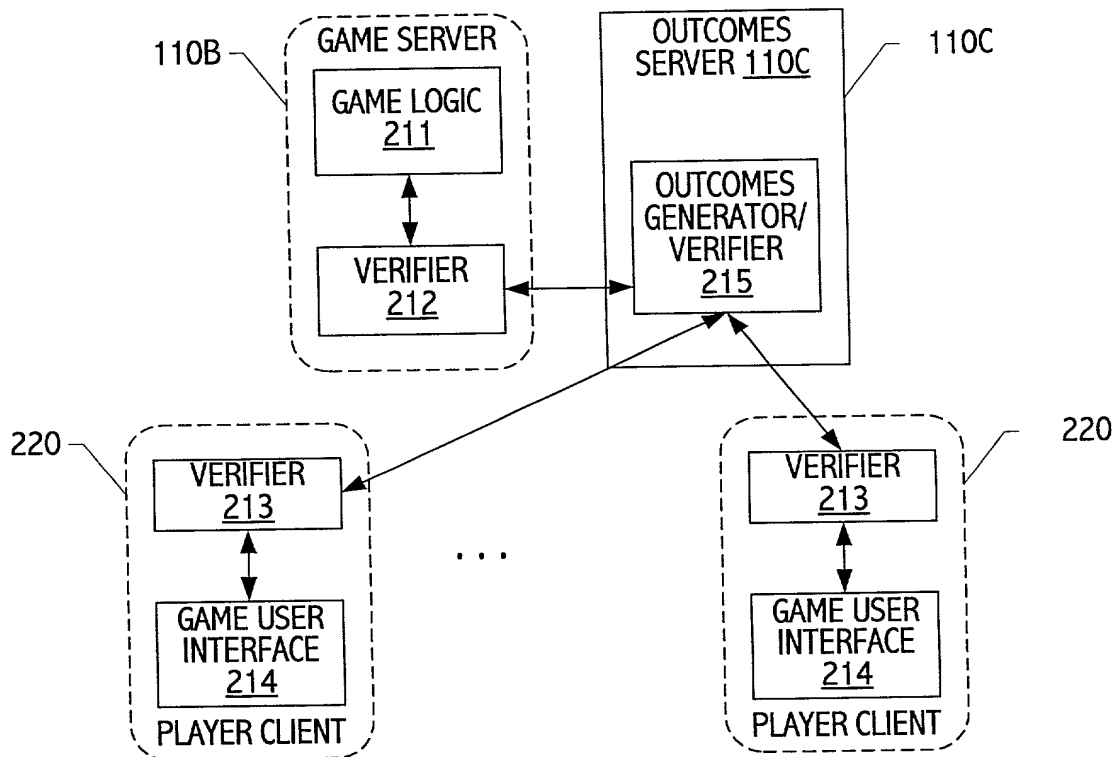 110B
GAME SERVER
GAME LOGIC
211
VERIFIER
212
OUTCOMES
SERVER 110C
110C
OUTCOMES
GENERATOR/
VERIFIER
215
220
VERIFIER
213
GAME USER
INTERFACE
214
PLAYER CLIENT
...
220
VERIFIER
213
GAME USER
INTERFACE
214
PLAYER CLIENT